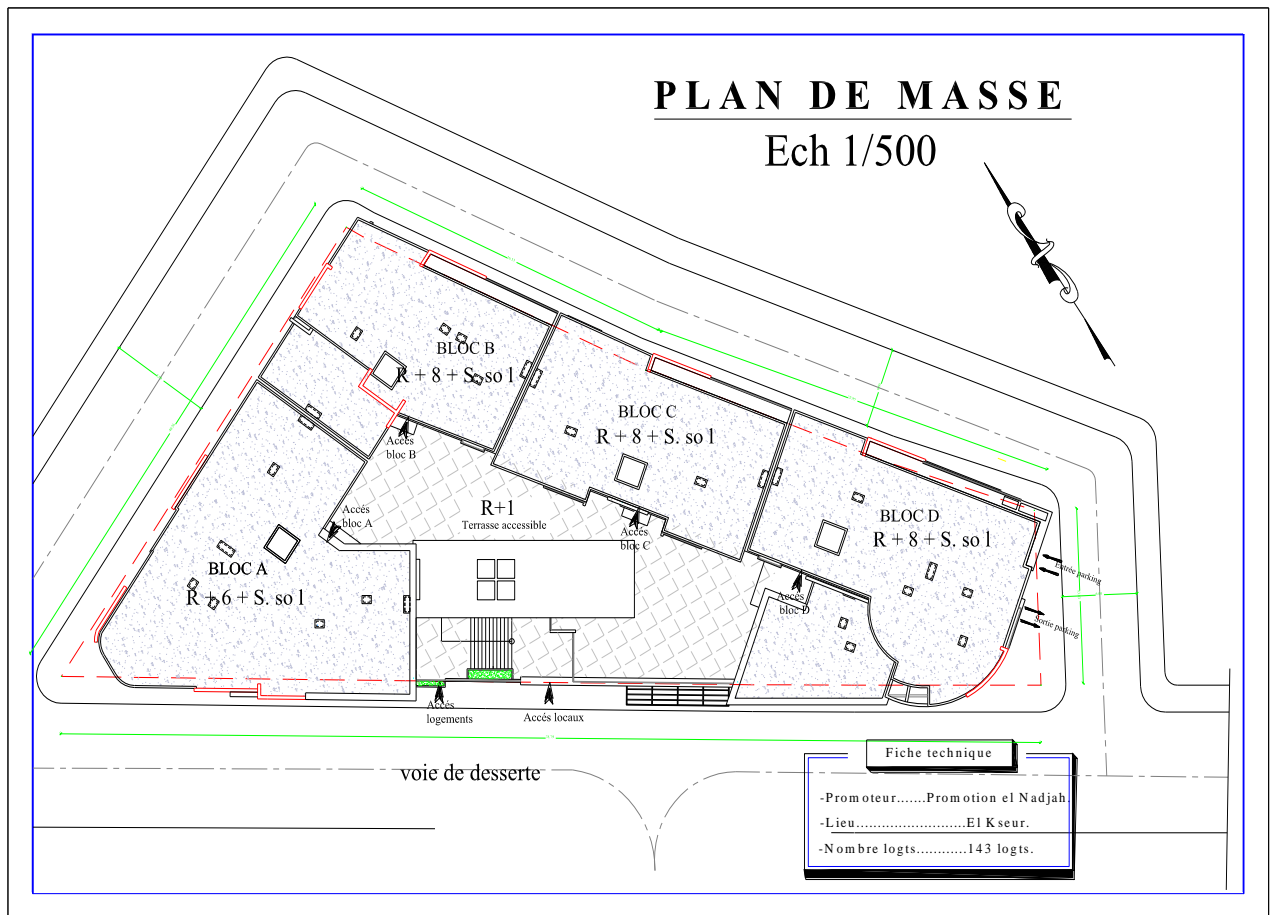 PLAN DE MASSE
Ech 1/500
BLOC B
R + 8 + S. sol
BLOC C
R + 8 + S. sol
Accés
bloc B
R+1
Terrasse accessible
Accés
bloc A
Accés
bloc C
BLOC D
R + 8 + S. sol
BLOC A
R + 6 + S. sol
Accés
bloc D
Entrée parking
Sortie parking
Accés
logements
Accés locaux
voie de desserte
Fiche technique
-Promoteur.......Promotion el Nadjah.
-Lieu.........................El Kseur.
-Nombre logts............143 logts.